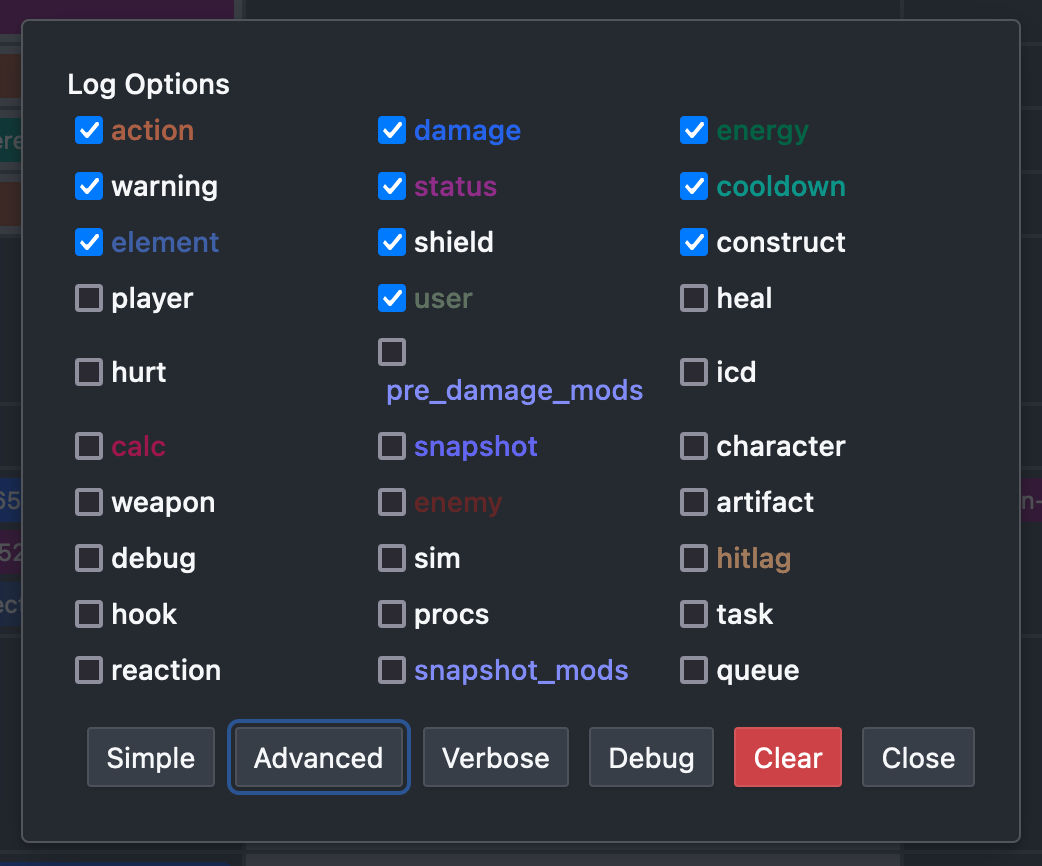 Log Options
action damage energy
warning status cooldown
element shield construct
player user heal
hurt pre_damage_mods icd
calc snapshot character
weapon enemy artifact
debug sim hitlag
hook procs task
reaction snapshot_mods queue
Simple Advanced Verbose Debug Clear Close